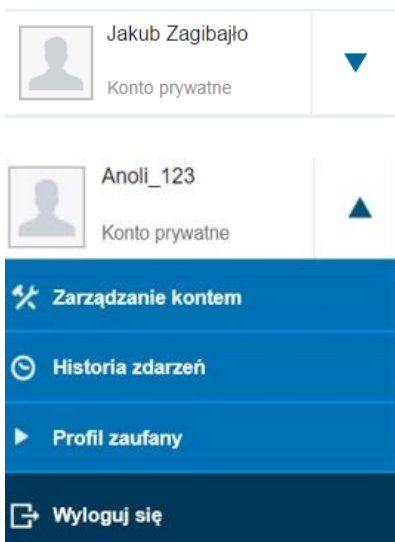 Jakub Zagibajło
Konto prywatne
Anoli_123
Konto prywatne
Zarządzanie kontem
Historia zdarzeń
Profil zaufany
Wyloguj się